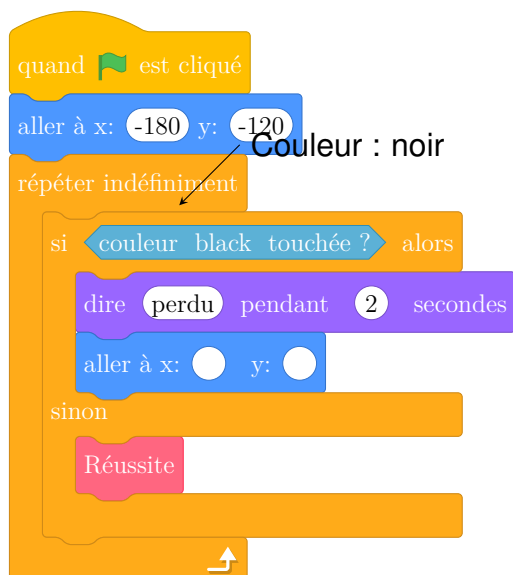 quand est cliqué
aller à x: -180 y: -120
Couleur : noir
répéter indéfiniment
si couleur black touchée ? alors
dire perdu pendant 2 secondes
aller à x: y:
sinon
Réussite